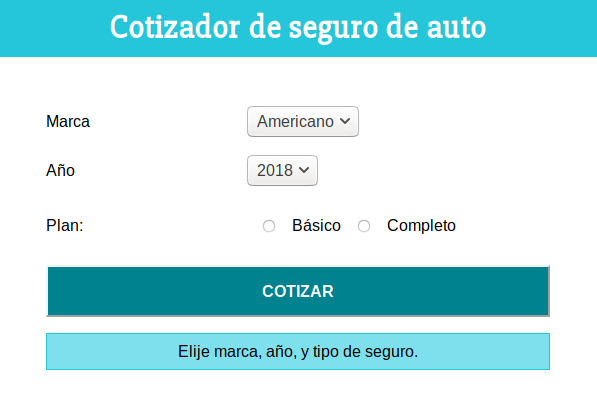 Cotizador de seguro de auto
Marca Americano
Año 2018
Plan: Básico Completo
COTIZAR
Elije marca, año, y tipo de seguro.